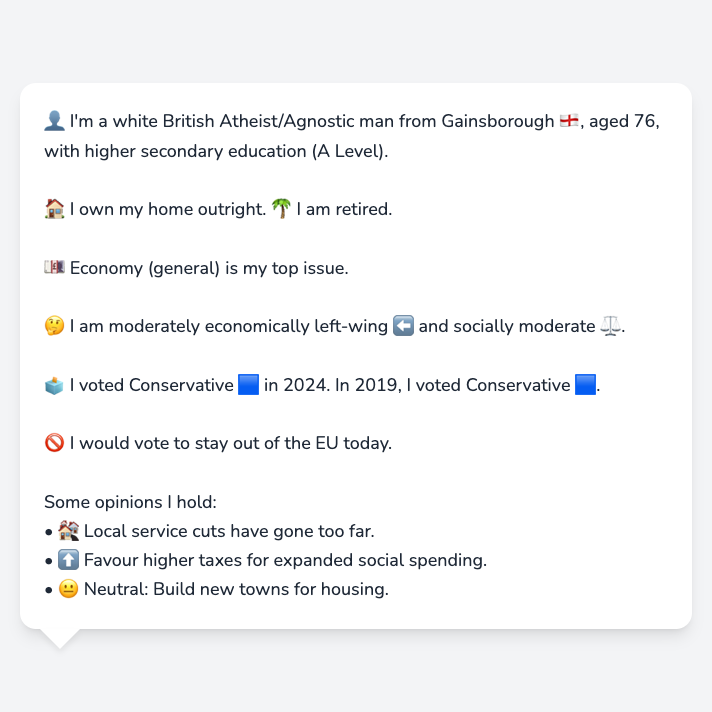 👤 I'm a white British Atheist/Agnostic man from Gainsborough 🏴󠁧󠁢󠁥󠁮󠁧󠁿, aged 76,
with higher secondary education (A Level).
🏠 I own my home outright. 🌴 I am retired.
💷 Economy (general) is my top issue.
🤔 I am moderately economically left-wing ⬅️ and socially moderate ⚖️.
🗳️ I voted Conservative 🟦 in 2024. In 2019, I voted Conservative 🟦.
🚫 I would vote to stay out of the EU today.
Some opinions I hold:
• 🏚️ Local service cuts have gone too far.
• ⬆️ Favour higher taxes for expanded social spending.
• 😐 Neutral: Build new towns for housing.